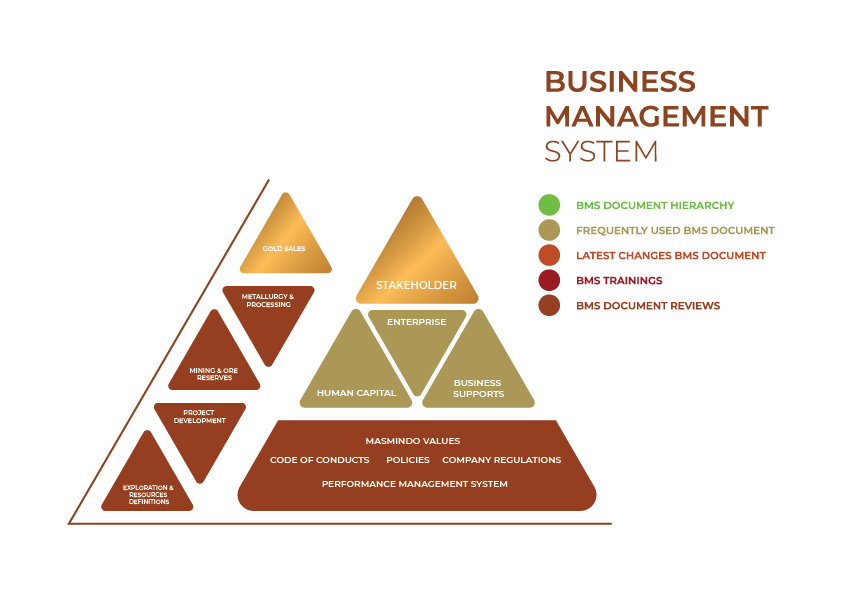 BUSINESS
MANAGEMENT
SYSTEM
BMS DOCUMENT HIERARCHY
FREQUENTLY USED BMS DOCUMENT
LATEST CHANGES BMS DOCUMENT
BMS TRAININGS
BMS DOCUMENT REVIEWS
GOLD SALES
METALLURGY &
PROCESSING
MINING & ORE
RESERVES
PROJECT
DEVELOPMENT
EXPLORATION &
RESOURCES
DEFINITIONS
STAKEHOLDER
ENTERPRISE
HUMAN CAPITAL
BUSINESS
SUPPORTS
MASMINDO VALUES
CODE OF CONDUCTS POLICIES COMPANY REGULATIONS
PERFORMANCE MANAGEMENT SYSTEM